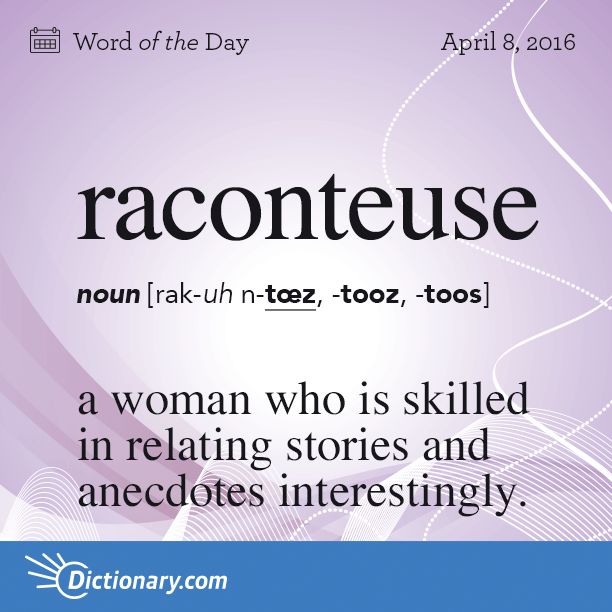 Word of the Day
April 8, 2016
raconteuse
noun [rak-uh n-tœz, -tooz, -toos]
a woman who is skilled
in relating stories and
anecdotes interestingly.
Dictionary.com